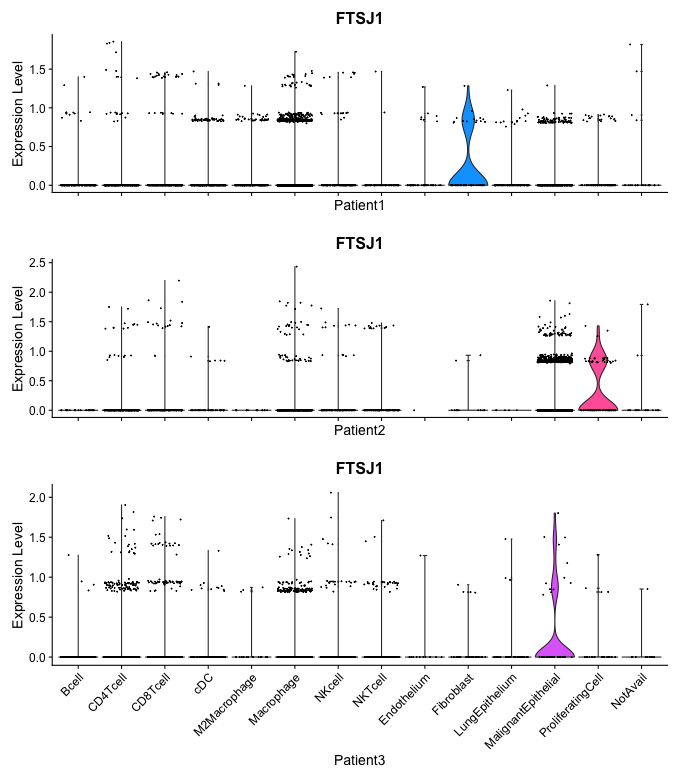 FTSJ1
Expression Level
1.5
1.0
0.5
0.0
Patient1
FTSJ1
Expression Level
2.5
2.0
1.5
1.0
0.5
0.0
Patient2
FTSJ1
Expression Level
2.0
1.5
1.0
0.5
0.0
Bcell
CD4Tcell
CD8Tcell
cDC
M2Macrophage
Macrophage
NKcell
NKTcell
Endothelium
Fibroblast
LungEpithelium
MalignantEpithelial
ProliferatingCell
NotAvail
Patient3